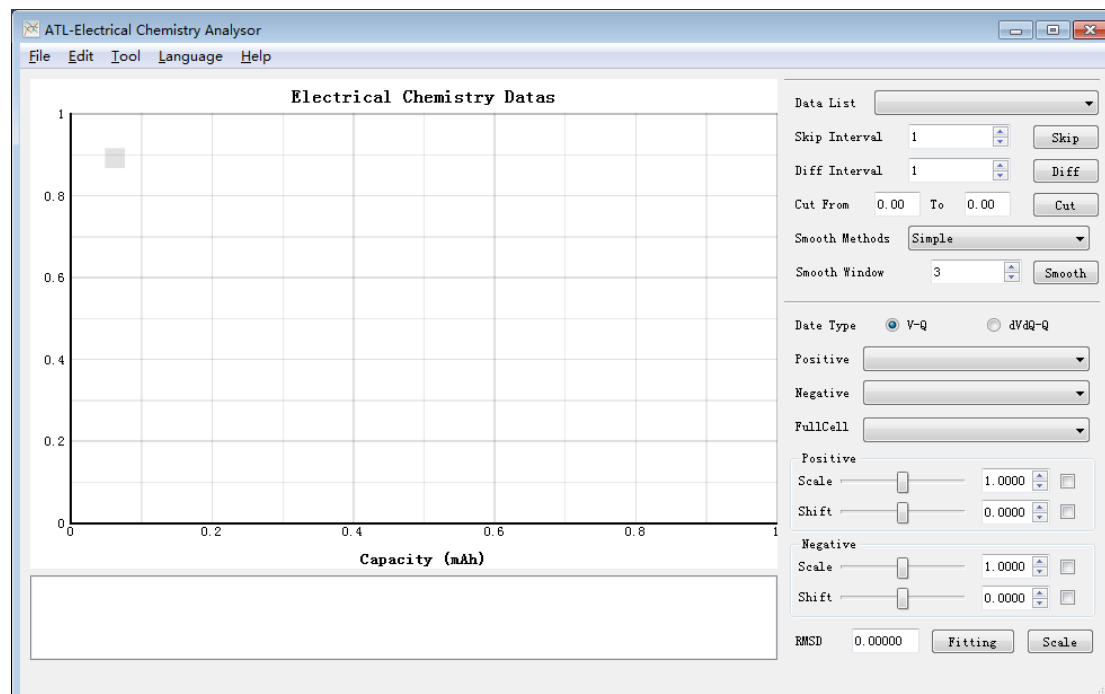 ATL-Electrical Chemistry Analysor
File Edit Tool Language Help
Electrical Chemistry Datas
1
0.8
0.6
0.4
0.2
0
0 0.2 0.4 0.6 0.8 1
Capacity (mAh)
Data List
Skip Interval 1 Skip
Diff Interval 1 Diff
Cut From 0.00 To 0.00 Cut
Smooth Methods Simple
Smooth Window 3 Smooth
Date Type V-Q dVdQ-Q
Positive
Negative
FullCell
Positive
Scale 1.0000
Shift 0.0000
Negative
Scale 1.0000
Shift 0.0000
RMSD 0.00000 Fitting Scale